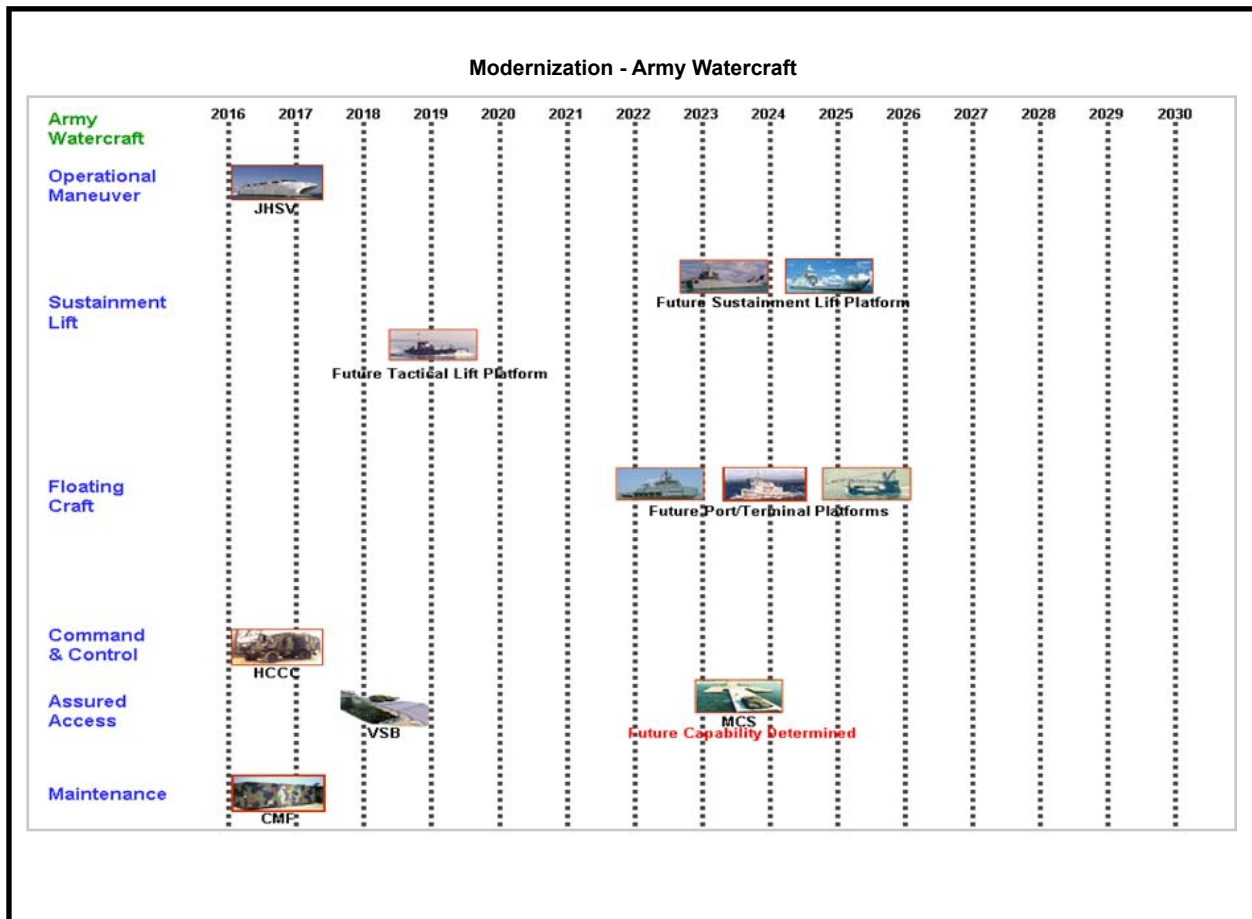 Modernization - Army Watercraft
Army
Watercraft
2016 2017 2018 2019 2020 2021 2022 2023 2024 2025 2026 2027 2028 2029 2030
Operational
Maneuver
JHSV
Sustainment
Lift
Future Sustainment Lift Platform
Future Tactical Lift Platform
Floating
Craft
Future Port/Terminal Platforms
Command
& Control
HCCC
Assured
Access
VSB
MCS
Future Capability Determined
Maintenance
CMF